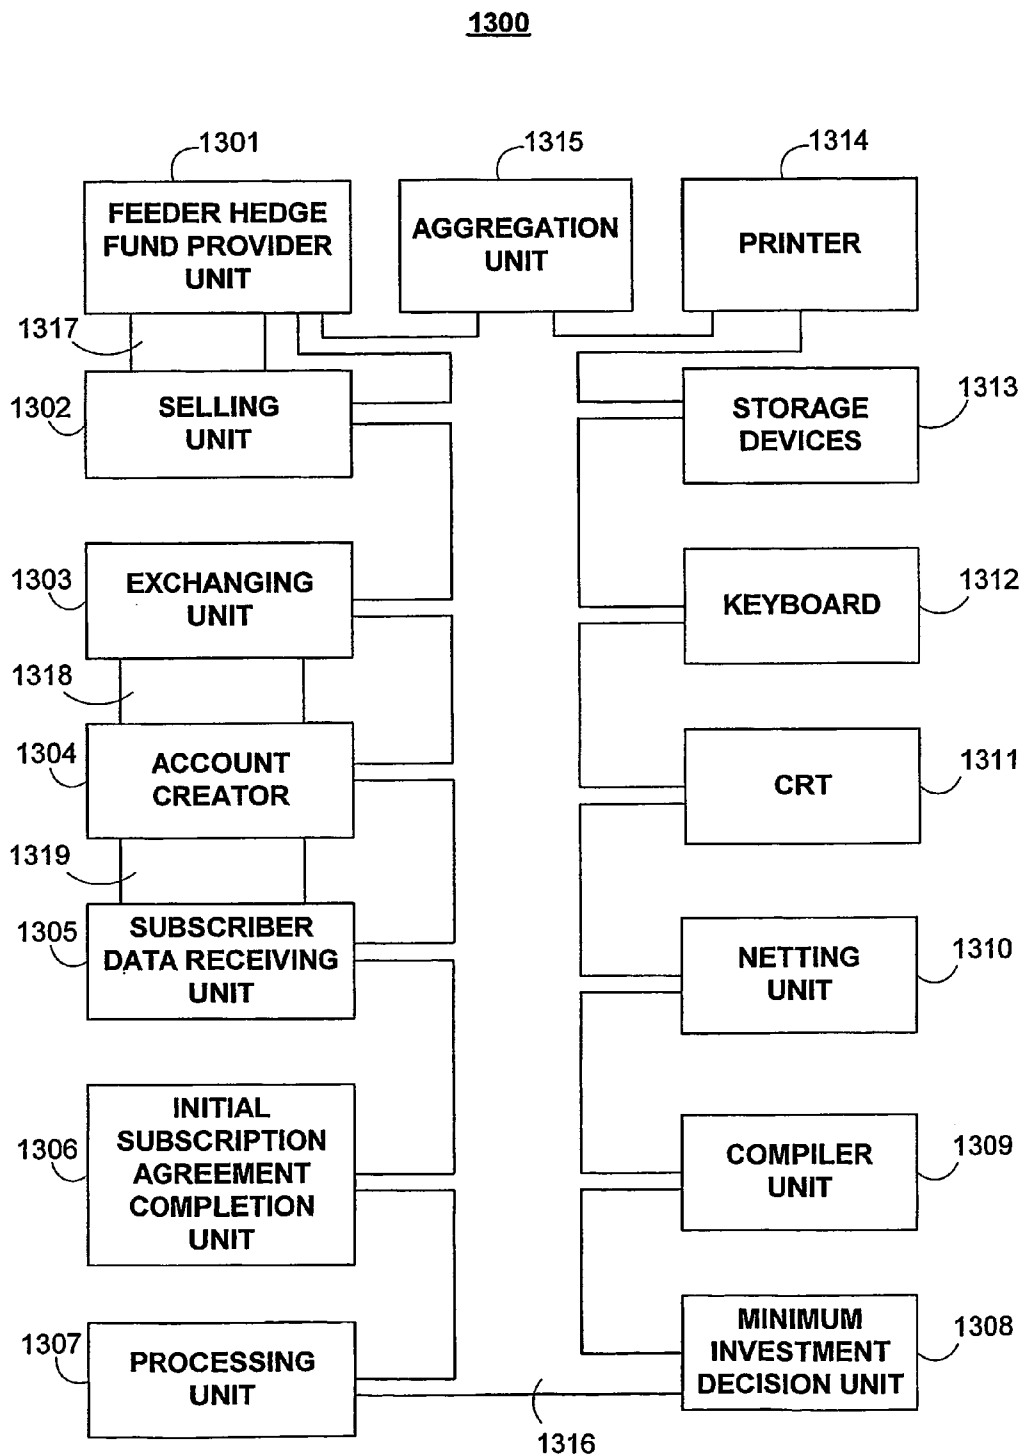 1300
1301
1315
1314
FEEDER HEDGE
FUND PROVIDER
UNIT
AGGREGATION
UNIT
PRINTER
1317
1302
SELLING
UNIT
STORAGE
DEVICES
1313
1303
EXCHANGING
UNIT
KEYBOARD
1312
1318
1304
ACCOUNT
CREATOR
CRT
1311
1319
1305
SUBSCRIBER
DATA RECEIVING
UNIT
NETTING
UNIT
1310
1306
INITIAL
SUBSCRIPTION
AGREEMENT
COMPLETION
UNIT
COMPILER
UNIT
1309
1307
PROCESSING
UNIT
MINIMUM
INVESTMENT
DECISION UNIT
1308
1316